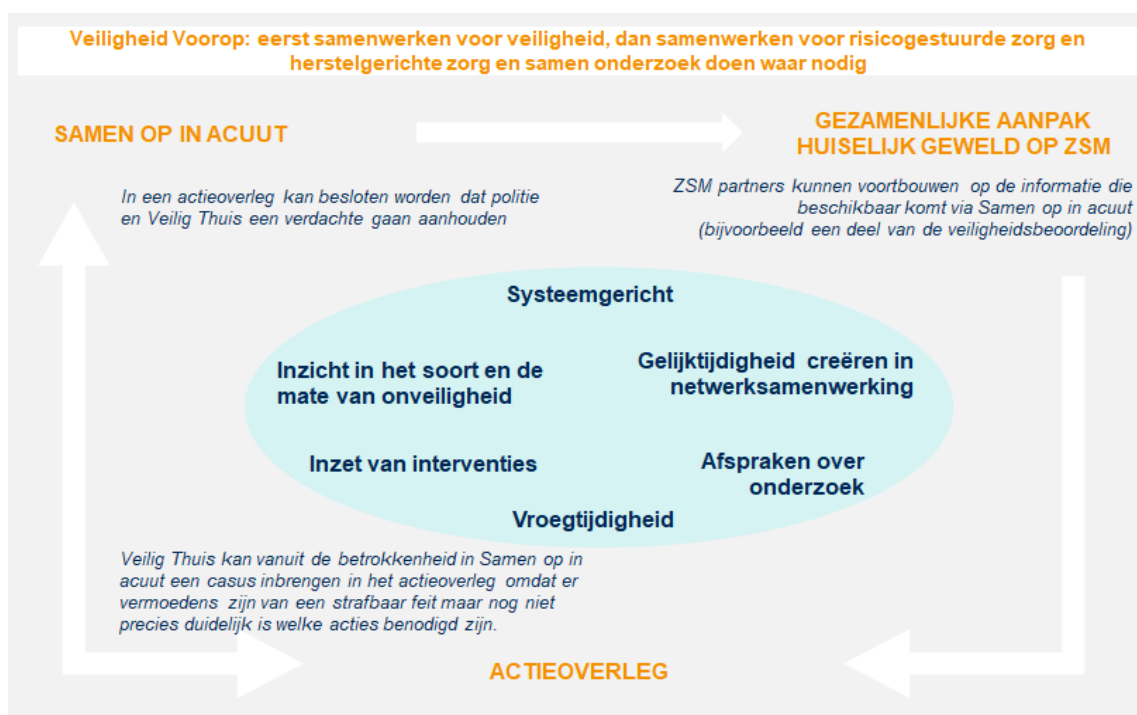 Veiligheid Voorop: eerst samenwerken voor veiligheid, dan samenwerken voor risicogestuurde zorg en
herstelgerichte zorg en samen onderzoek doen waar nodig
SAMEN OP IN ACUUT
GEZAMENLIJKE AANPAK
HUISELIJK GEWELD OP ZSM
In een actieoverleg kan besloten worden dat politie
en Veilig Thuis een verdachte gaan aanhouden
ZSM partners kunnen voortbouwen op de informatie die
beschikbaar komt via Samen op in acuut
(bijvoorbeeld een deel van de veiligheidsbeoordeling)
Systeemgericht
Inzicht in het soort en de
mate van onveiligheid
Gelijktijdigheid creëren in
netwerksamenwerking
Inzet van interventies
Afspraken over
onderzoek
Vroegtijdigheid
Veilig Thuis kan vanuit de betrokkenheid in Samen op in
acuut een casus inbrengen in het actieoverleg omdat er
vermoedens zijn van een strafbaar feit maar nog niet
precies duidelijk is welke acties benodigd zijn.
ACTIEOVERLEG